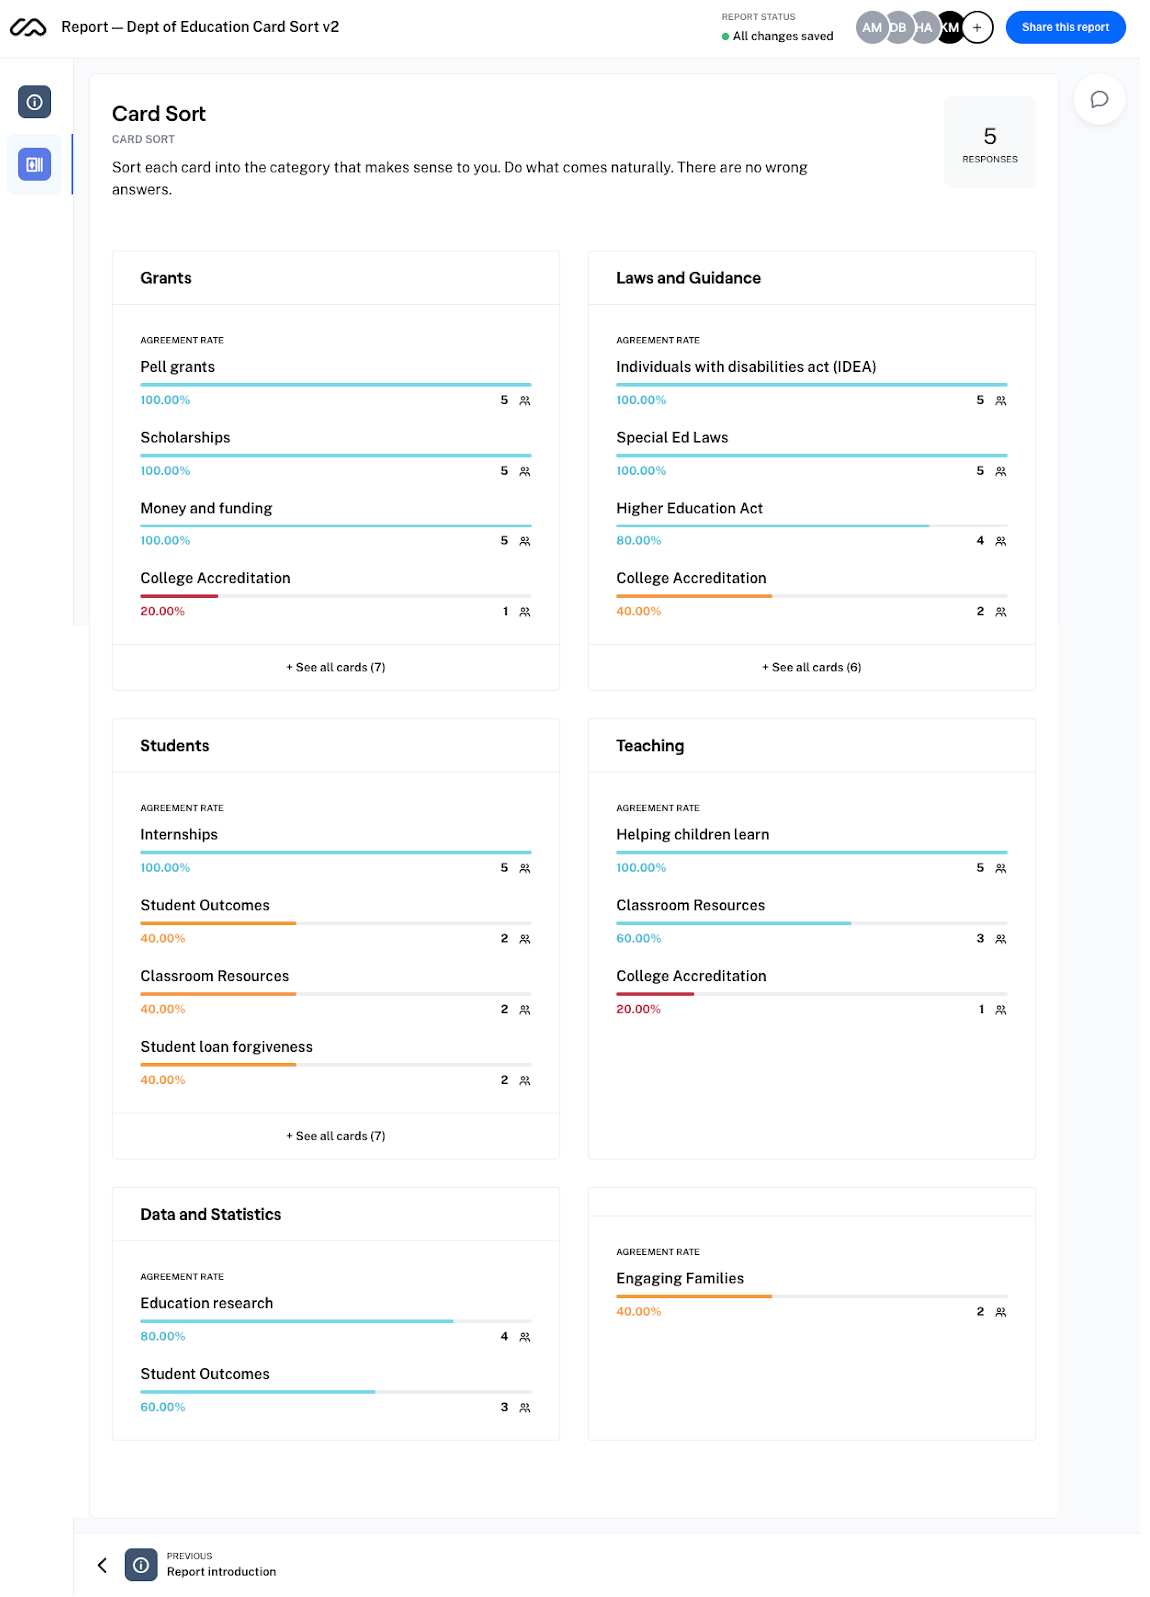 Report — Dept of Education Card Sort v2
REPORT STATUS
All changes saved
AM DB HA KM +
Share this report
Card Sort
CARD SORT
Sort each card into the category that makes sense to you. Do what comes naturally. There are no wrong
answers.
5
RESPONSES
Grants
AGREEMENT RATE
Pell grants
100.00% 5
Scholarships
100.00% 5
Money and funding
100.00% 5
College Accreditation
20.00% 1
+ See all cards (7)
Laws and Guidance
AGREEMENT RATE
Individuals with disabilities act (IDEA)
100.00% 5
Special Ed Laws
100.00% 5
Higher Education Act
80.00% 4
College Accreditation
40.00% 2
+ See all cards (6)
Students
AGREEMENT RATE
Internships
100.00% 5
Student Outcomes
40.00% 2
Classroom Resources
40.00% 2
Student loan forgiveness
40.00% 2
+ See all cards (7)
Teaching
AGREEMENT RATE
Helping children learn
100.00% 5
Classroom Resources
60.00% 3
College Accreditation
20.00% 1
Data and Statistics
AGREEMENT RATE
Education research
80.00% 4
Student Outcomes
60.00% 3
AGREEMENT RATE
Engaging Families
40.00% 2
PREVIOUS
Report introduction